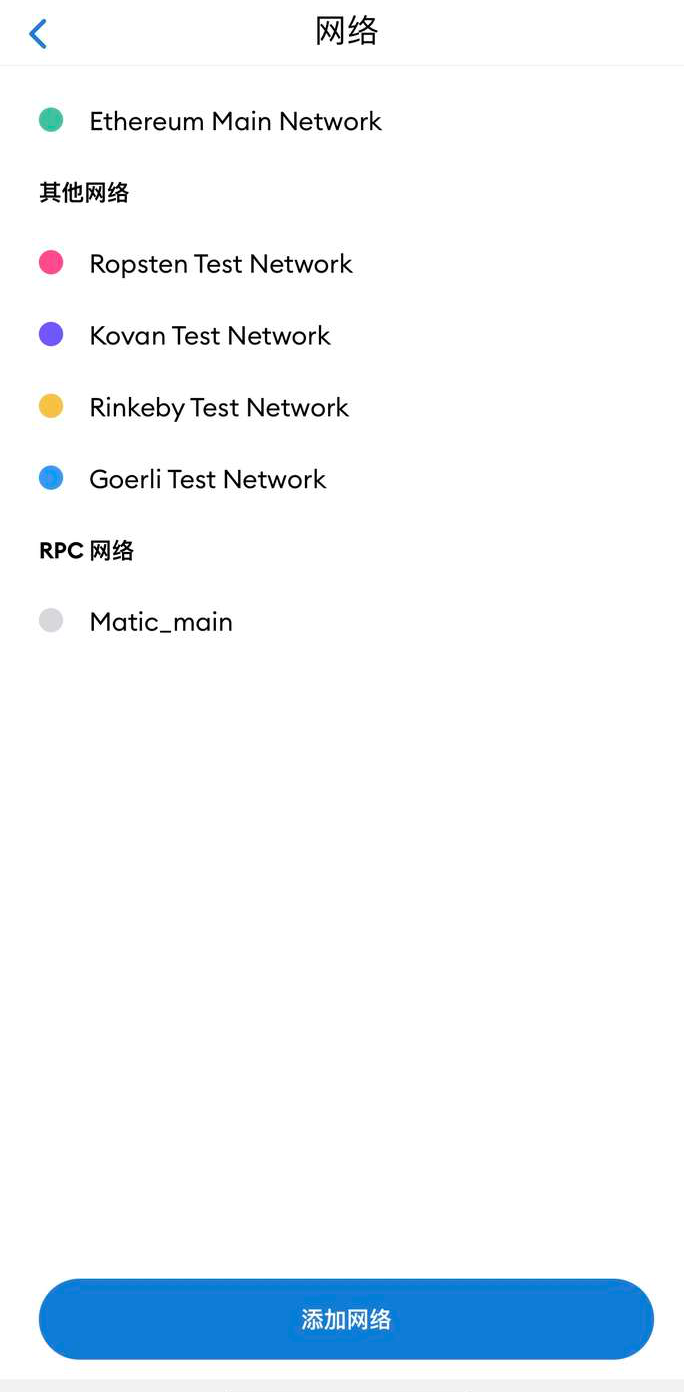 网络
Ethereum Main Network
其他网络
Ropsten Test Network
Kovan Test Network
Rinkeby Test Network
Goerli Test Network
RPC 网络
Matic_main
添加网络